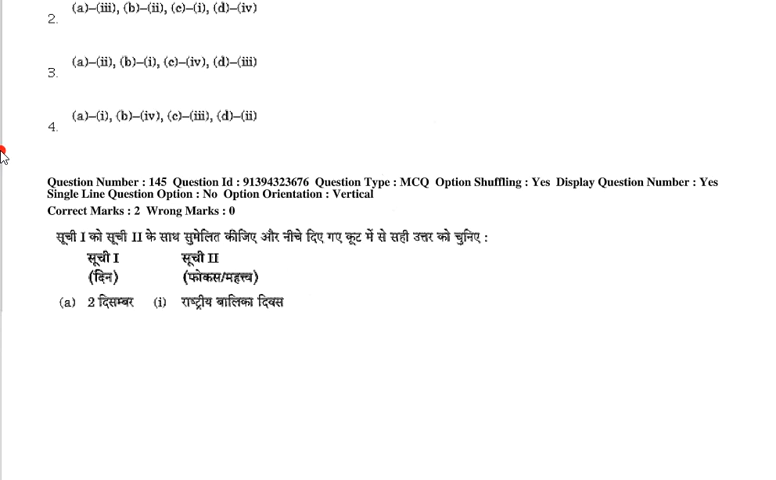 2. (a)–(iii), (b)–(ii), (c)–(i), (d)–(iv)
3. (a)–(ii), (b)–(i), (c)–(iv), (d)–(iii)
4. (a)–(i), (b)–(iv), (c)–(iii), (d)–(ii)
Question Number : 145 Question Id : 91394323676 Question Type : MCQ Option Shuffling : Yes Display Question Number : Yes
Single Line Question Option : No Option Orientation : Vertical
Correct Marks : 2 Wrong Marks : 0
सूची I को सूची II के साथ सुमेलित कीजिए और नीचे दिए गए कूट में से सही उत्तर को चुनिए :
सूची I सूची II
(दिन) (फोकस/महत्त्व)
(a) 2 दिसम्बर (i) राष्ट्रीय बालिका दिवस